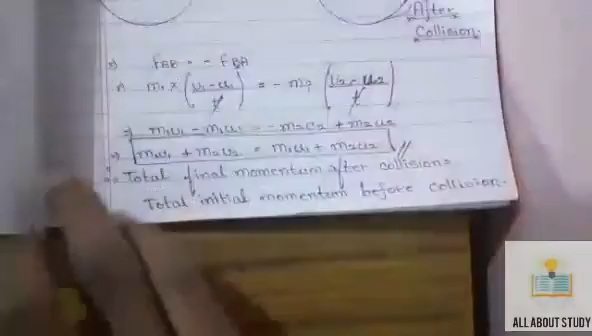 After
Collision.
⇒ fAB = - fBA
⇒ m₁ × (v₁ - u₁ / t) = - m₂ (v₂ - u₂ / t)
⇒ m₁v₁ - m₁u₁ = - m₂v₂ + m₂u₂
⇒ m₁v₁ + m₂v₂ = m₁u₁ + m₂u₂
Total final momentum after collision =
Total initial momentum before collision.
ALL ABOUT STUDY